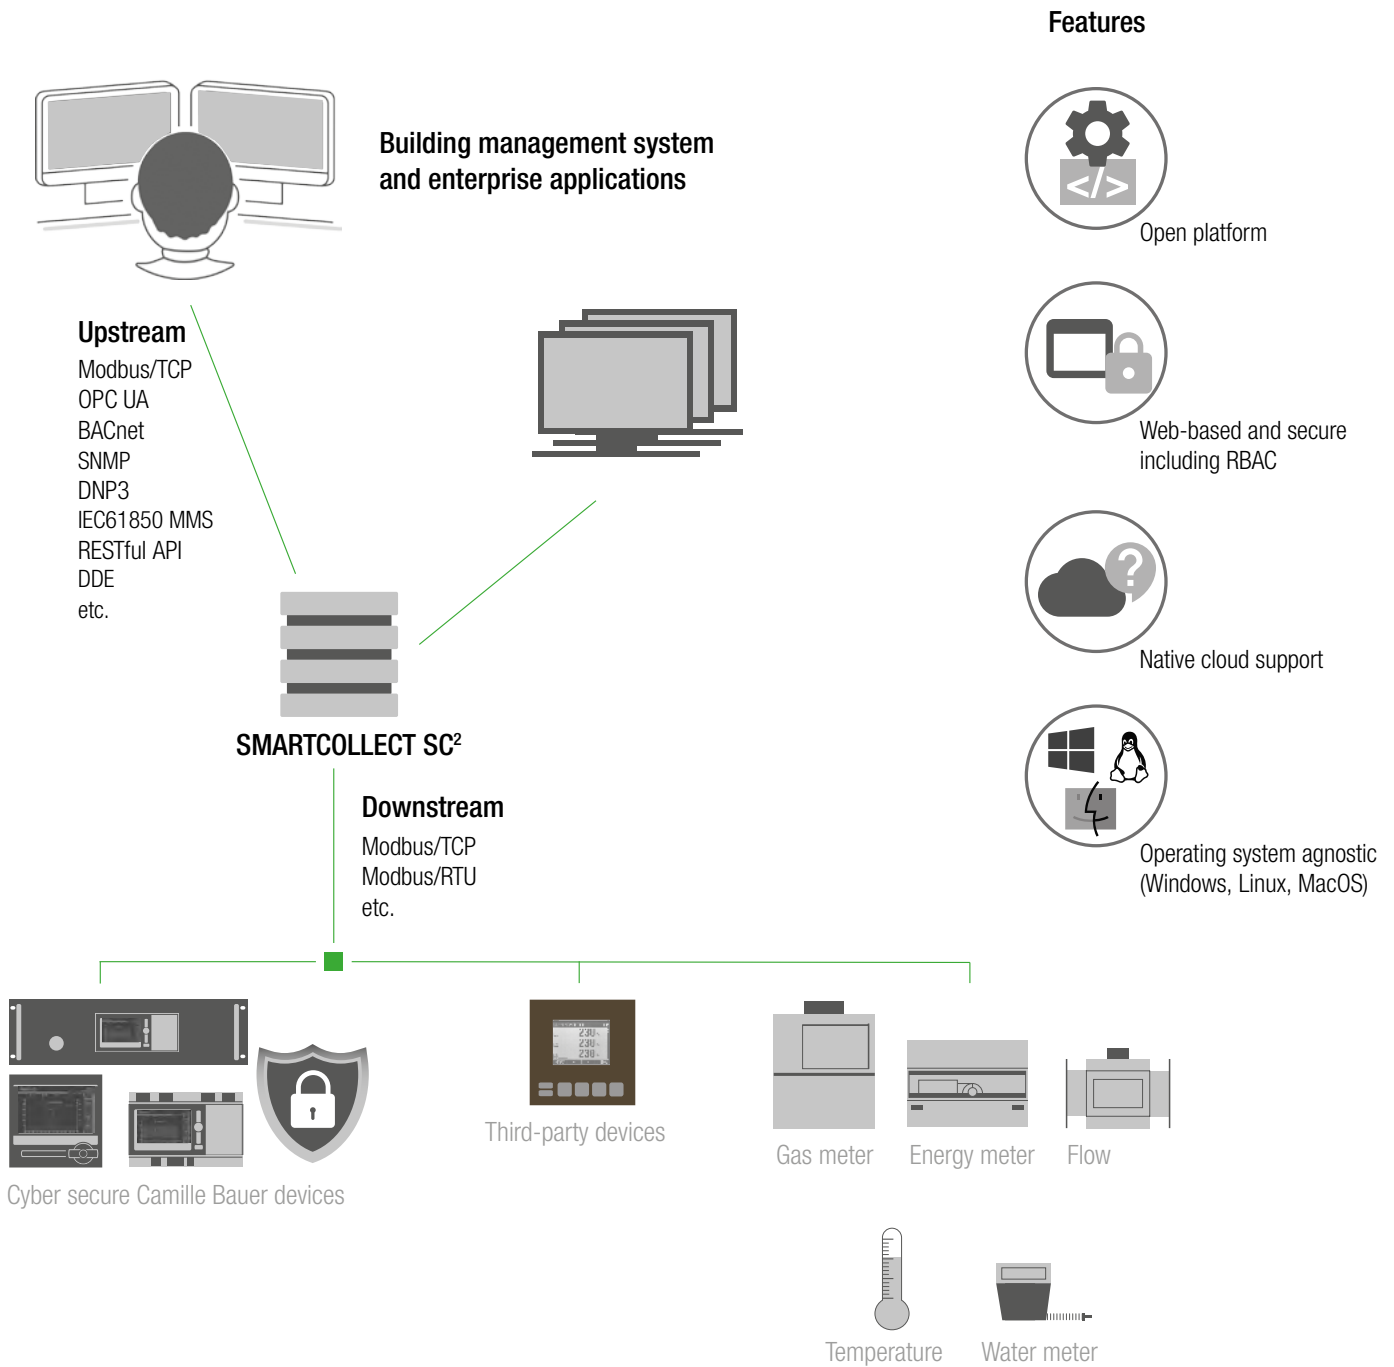 Features
Building management system
and enterprise applications
</>
Open platform
Upstream
Modbus/TCP
OPC UA
BACnet
SNMP
DNP3
IEC61850 MMS
RESTful API
DDE
etc.
Web-based and secure
including RBAC
?
Native cloud support
SMARTCOLLECT SC²
Downstream
Modbus/TCP
Modbus/RTU
etc.
Operating system agnostic
(Windows, Linux, MacOS)
230
230
230
Cyber secure Camille Bauer devices
Third-party devices
Gas meter
Energy meter
Flow
Temperature
Water meter